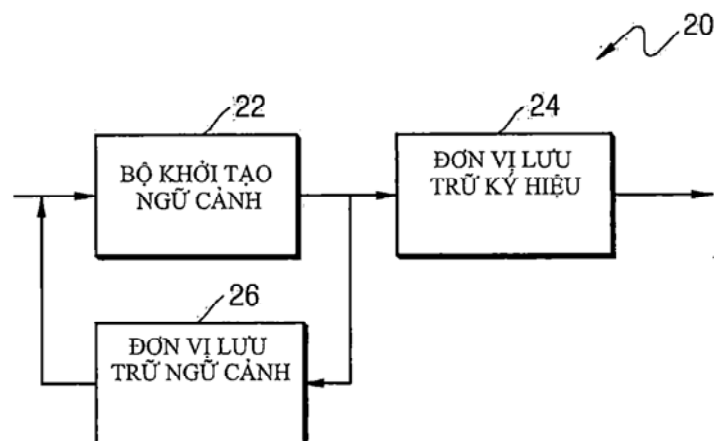 20
22
BỘ KHỞI TẠO
NGỮ CẢNH
24
ĐƠN VỊ LƯU
TRỮ KÝ HIỆU
26
ĐƠN VỊ LƯU
TRỮ NGỮ CẢNH